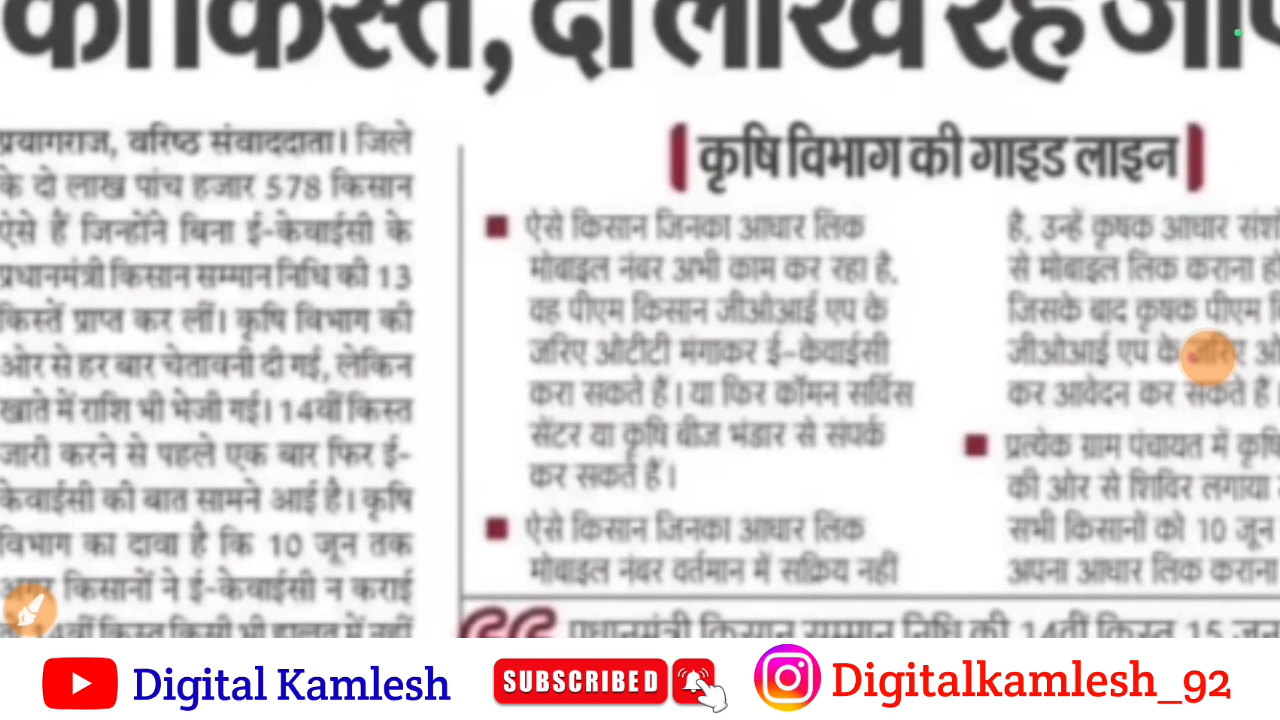 की किस्त, दो लाख रह जाए
प्रयागराज, वरिष्ठ संवाददाता। जिले
के दो लाख पांच हजार 578 किसान
ऐसे हैं जिन्होंने बिना ई-केवाईसी के
प्रधानमंत्री किसान सम्मान निधि की 13
किस्तें प्राप्त कर लीं। कृषि विभाग की
ओर से हर बार चेतावनी दी गई, लेकिन
खाते में राशि भी भेजी गई। 14वीं किस्त
जारी करने से पहले एक बार फिर ई-
केवाईसी की बात सामने आई है। कृषि
विभाग का दावा है कि 10 जून तक
अगर किसानों ने ई-केवाईसी न कराई
14वीं किस्त किसी भी हालत में नहीं
कृषि विभाग की गाइड लाइन
ऐसे किसान जिनका आधार लिंक
मोबाइल नंबर अभी काम कर रहा है,
वह पीएम किसान जीओआई एप के
जरिए ओटीटी मंगाकर ई-केवाईसी
करा सकते हैं। या फिर कॉमन सर्विस
सेंटर या कृषि बीज भंडार से संपर्क
कर सकते हैं।
ऐसे किसान जिनका आधार लिंक
मोबाइल नंबर वर्तमान में सक्रिय नहीं
है, उन्हें कृषक आधार
से मोबाइल लिंक कराना
जिसके बाद कृषक पीएम
जीओआई एप के जरिए
कर आवेदन कर सकते हैं
प्रत्येक ग्राम पंचायत में
की ओर से शिविर लगाया
सभी किसानों को 10 जून
अपना आधार लिंक कराना
प्रधानमंत्री किसान सम्मान निधि की 14वीं किस्त 15 जून
Digital Kamlesh
SUBSCRIBED
Digitalkamlesh_92